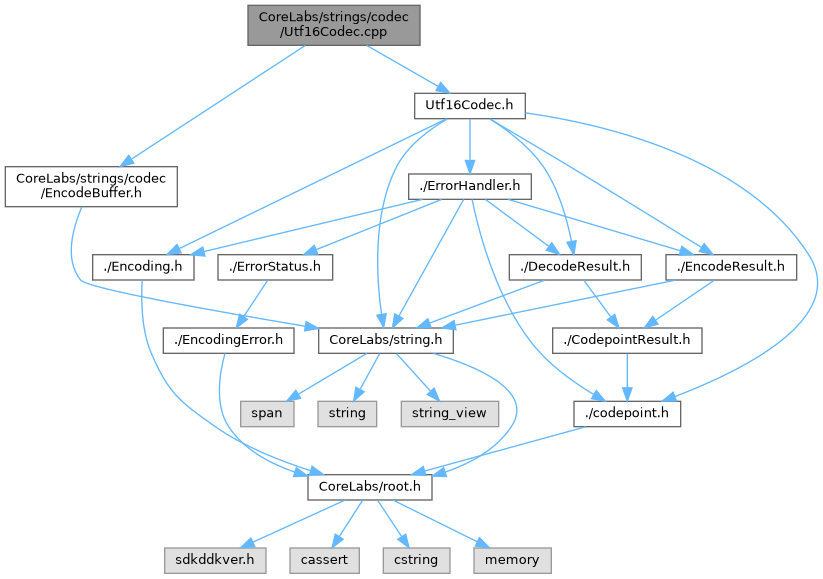 CoreLabs/strings/codec
/Utf16Codec.cpp
Utf16Codec.h
CoreLabs/strings/codec
/EncodeBuffer.h
./ErrorHandler.h
./Encoding.h
./ErrorStatus.h
./DecodeResult.h
./EncodeResult.h
./EncodingError.h
CoreLabs/string.h
./CodepointResult.h
span
string
string_view
./codepoint.h
CoreLabs/root.h
sdkddkver.h
cassert
cstring
memory